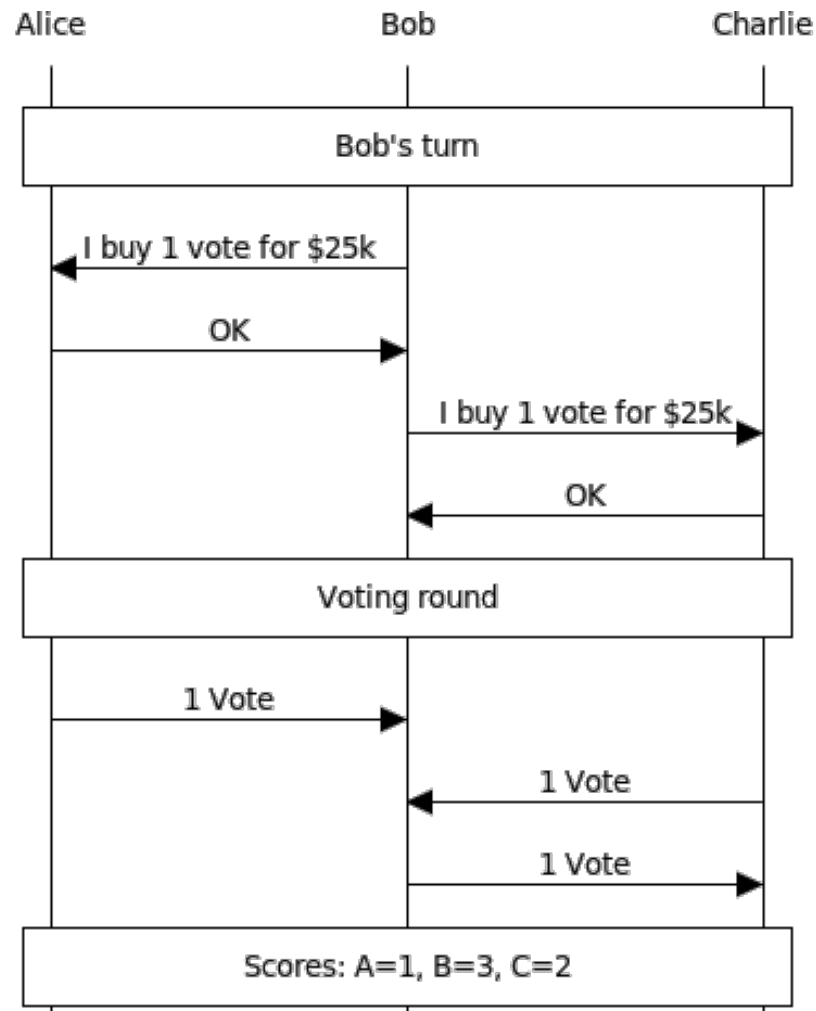 Alice Bob Charlie
Bob's turn
I buy 1 vote for $25k
OK
I buy 1 vote for $25k
OK
Voting round
1 Vote
1 Vote
1 Vote
Scores: A=1, B=3, C=2